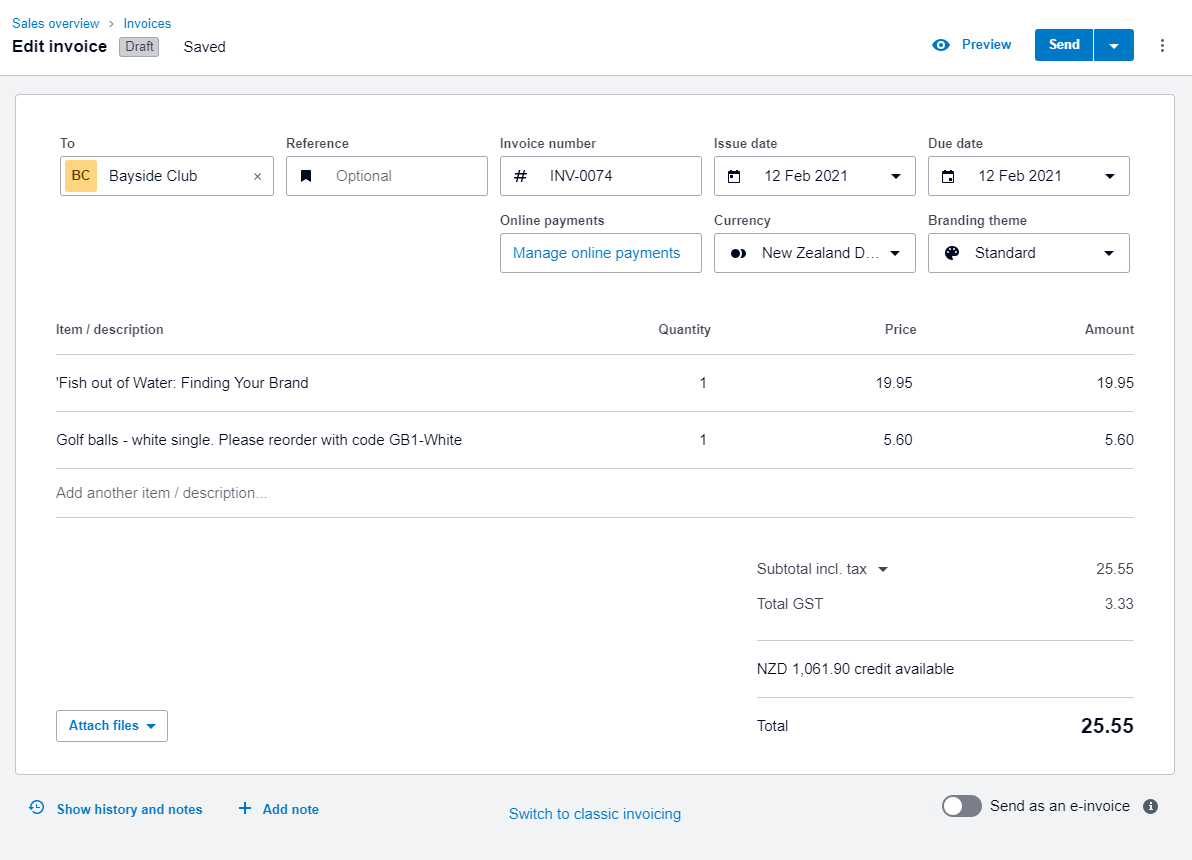 Sales overview › Invoices
Edit invoice Draft Saved
Preview Send
To Reference Invoice number Issue date Due date
BC Bayside Club × Optional # INV-0074 12 Feb 2021 12 Feb 2021
Online payments Currency Branding theme
Manage online payments New Zealand D... Standard
Item / description Quantity Price Amount
'Fish out of Water: Finding Your Brand 1 19.95 19.95
Golf balls - white single. Please reorder with code GB1-White 1 5.60 5.60
Add another item / description...
Subtotal incl. tax 25.55
Total GST 3.33
NZD 1,061.90 credit available
Attach files Total 25.55
Show history and notes + Add note Switch to classic invoicing Send as an e-invoice i